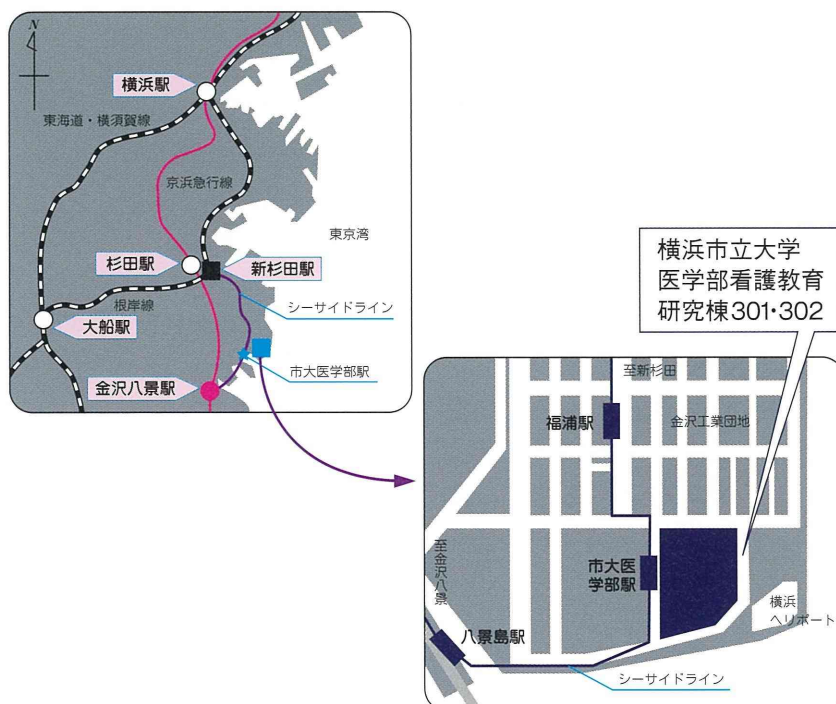 N
横浜駅
東海道・横須賀線
京浜急行線
東京湾
杉田駅
新杉田駅
シーサイドライン
根岸線
大船駅
市大医学部駅
金沢八景駅
横浜市立大学
医学部看護教育
研究棟301・302
至新杉田
福浦駅
金沢工業団地
至金沢八景
市大医
学部駅
横浜
ヘリポート
八景島駅
シーサイドライン